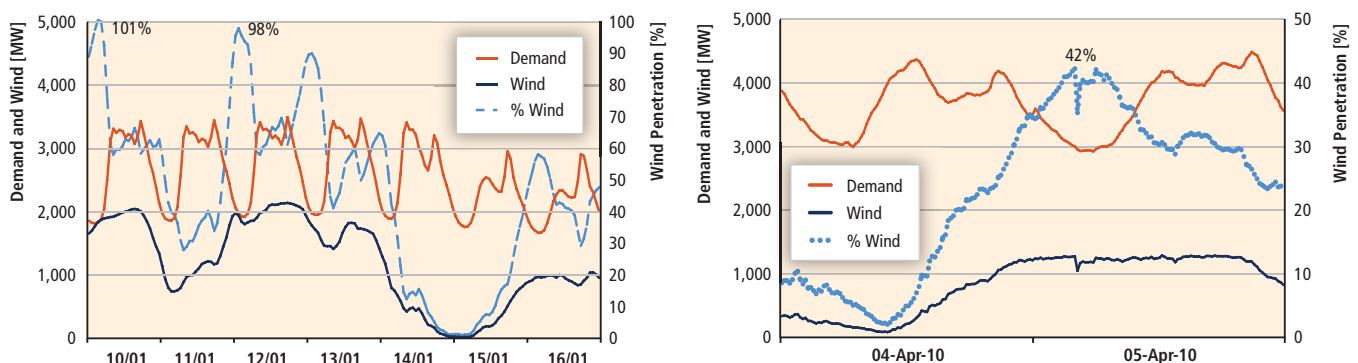 Demand and Wind [MW]
5,000
4,000
3,000
2,000
1,000
0
101%
98%
Demand
Wind
% Wind
100
90
80
70
60
50
40
30
20
10
0
Wind Penetration [%]
10/01 11/01 12/01 13/01 14/01 15/01 16/01
Demand and Wind [MW]
5,000
4,000
3,000
2,000
1,000
0
42%
Demand
Wind
% Wind
50
40
30
20
10
0
Wind Penetration [%]
04-Apr-10 05-Apr-10